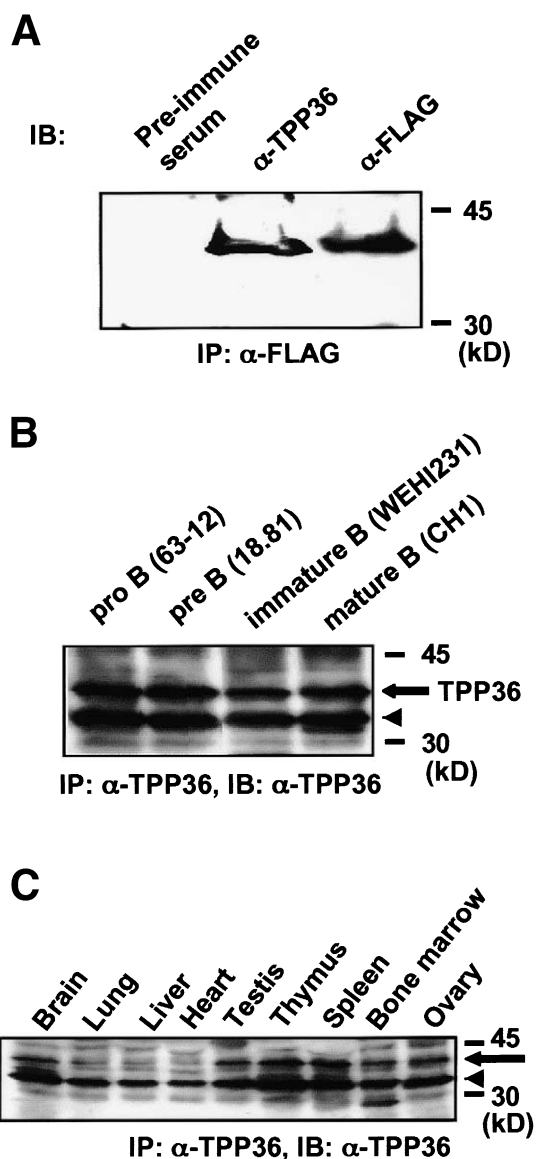 A
IB:
Pre-immune
serum
α-TPP36
α-FLAG
45
30
(kD)
IP: α-FLAG
B
pro B (63-12)
pre B (18.81)
immature B (WEHI231)
mature B (CH1)
45
TPP36
30
(kD)
IP: α-TPP36, IB: α-TPP36
C
Brain
Lung
Liver
Heart
Testis
Thymus
Spleen
Bone marrow
Ovary
45
30
(kD)
IP: α-TPP36, IB: α-TPP36